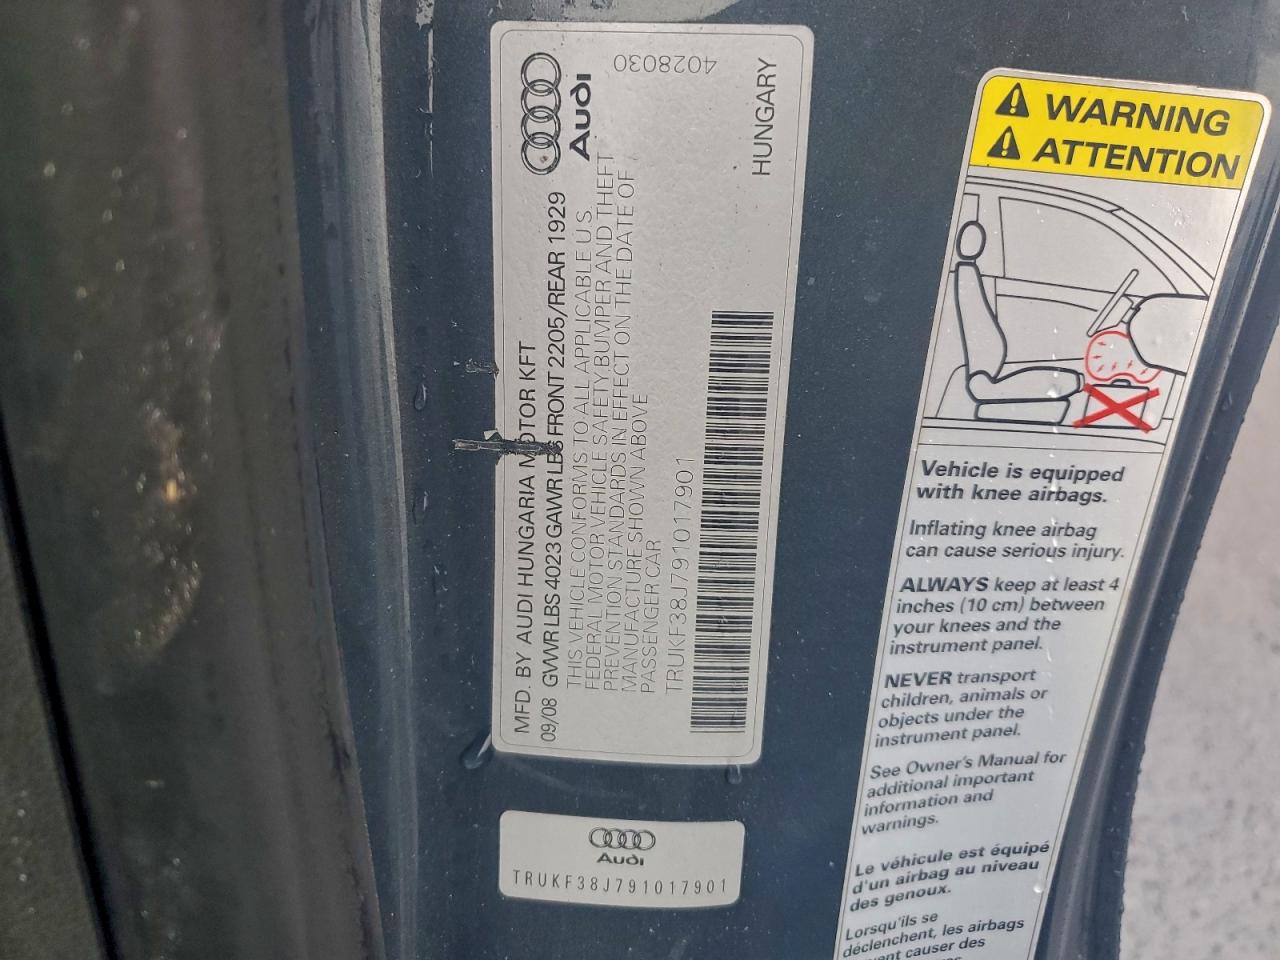 4028030
Audi
HUNGARY
MFD. BY AUDI HUNGARIA MOTOR KFT
09/08 GVWR LBS 4023 GAWR LBS FRONT 2205/REAR 1929
THIS VEHICLE CONFORMS TO ALL APPLICABLE U.S.
FEDERAL MOTOR VEHICLE SAFETY, BUMPER AND THEFT
PREVENTION STANDARDS IN EFFECT ON THE DATE OF
MANUFACTURE SHOWN ABOVE
PASSENGER CAR
TRUKF38J791017901
Audi
TRUKF38J791017901
WARNING
ATTENTION
Vehicle is equipped
with knee airbags.
Inflating knee airbag
can cause serious injury.
ALWAYS keep at least 4
inches (10 cm) between
your knees and the
instrument panel.
NEVER transport
children, animals or
objects under the
instrument panel.
See Owner's Manual for
additional important
information and
warnings.
Le véhicule est équipé
d'un airbag au niveau
des genoux.
Lorsqu'ils se
déclenchent, les airbags
causer des